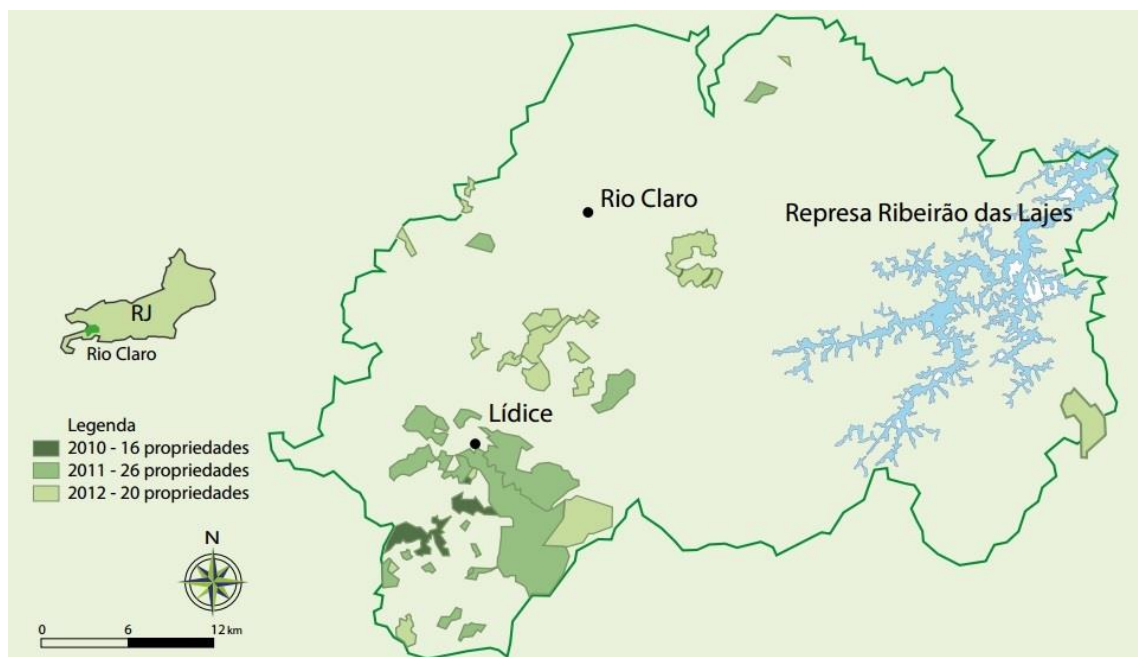 Rio Claro
Represa Ribeirão das Lajes
RJ
Rio Claro
Lídice
Legenda
2010 - 16 propriedades
2011 - 26 propriedades
2012 - 20 propriedades
N
0 6 12 km